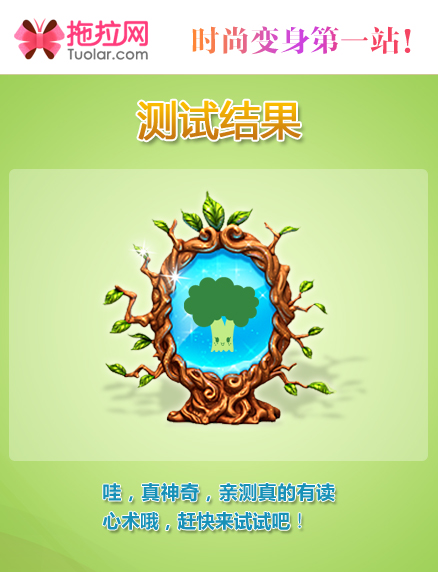 拖拉网
Tuolar.com
时尚变身第一站!
测试结果
哇，真神奇，亲测真的有读
心术哦，赶快来试试吧！